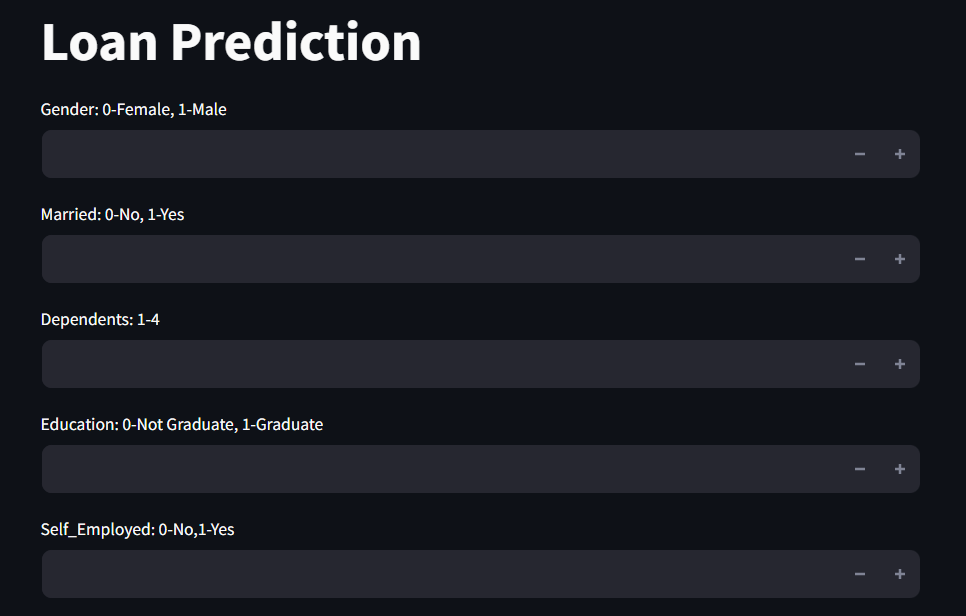 Loan Prediction
Gender: 0-Female, 1-Male
Married: 0-No, 1-Yes
Dependents: 1-4
Education: 0-Not Graduate, 1-Graduate
Self_Employed: 0-No,1-Yes